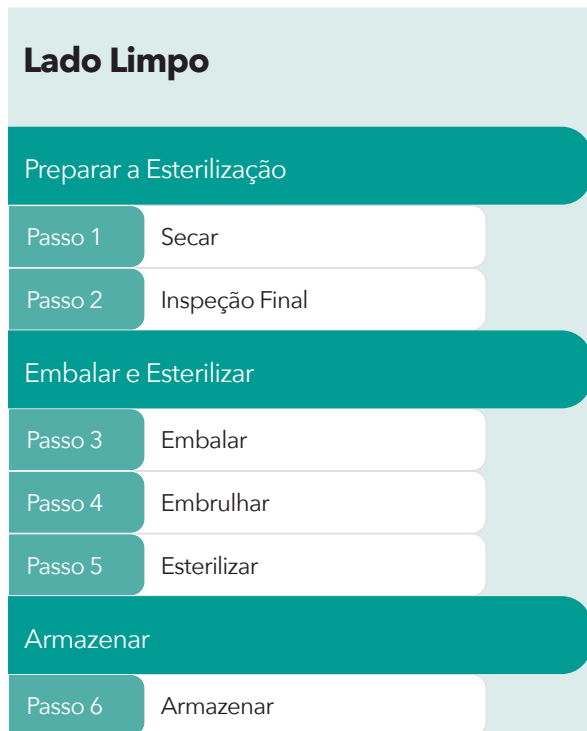 Lado Limpo
Preparar a Esterilização
Passo 1 Secar
Passo 2 Inspeção Final
Embalar e Esterilizar
Passo 3 Embalar
Passo 4 Embrulhar
Passo 5 Esterilizar
Armazenar
Passo 6 Armazenar